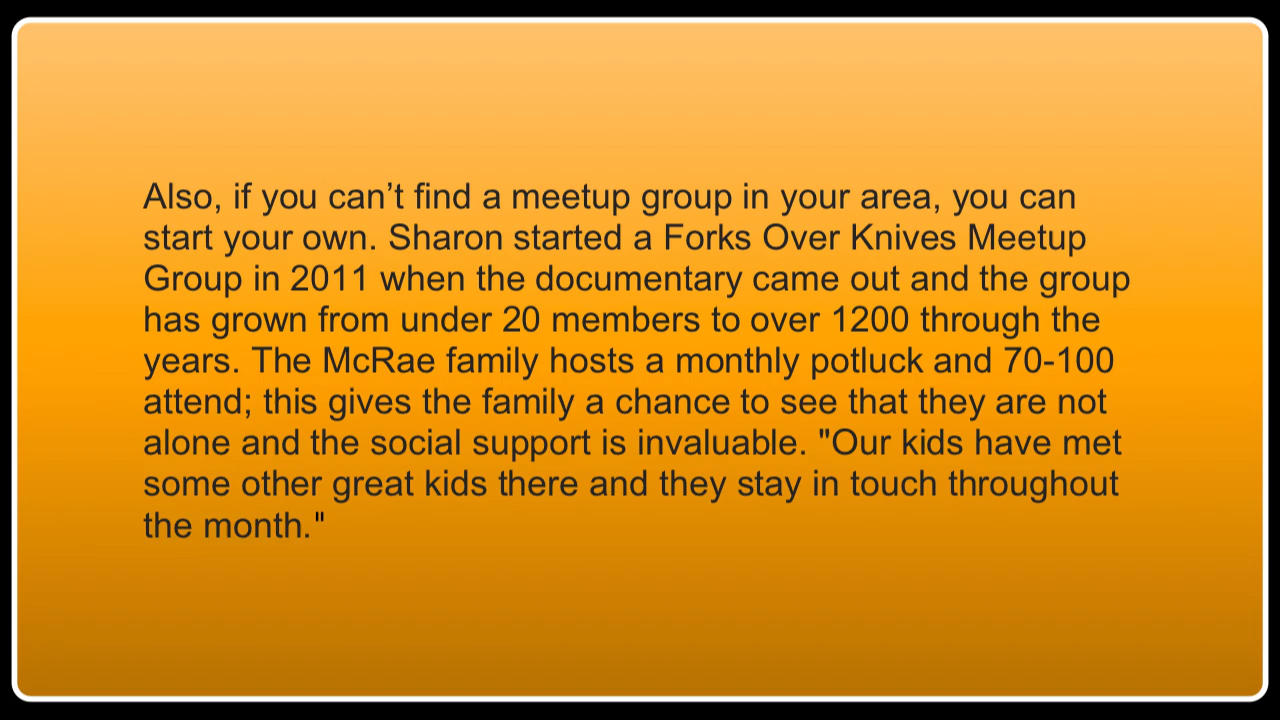 Also, if you can’t find a meetup group in your area, you can
start your own. Sharon started a Forks Over Knives Meetup
Group in 2011 when the documentary came out and the group
has grown from under 20 members to over 1200 through the
years. The McRae family hosts a monthly potluck and 70-100
attend; this gives the family a chance to see that they are not
alone and the social support is invaluable. "Our kids have met
some other great kids there and they stay in touch throughout
the month."